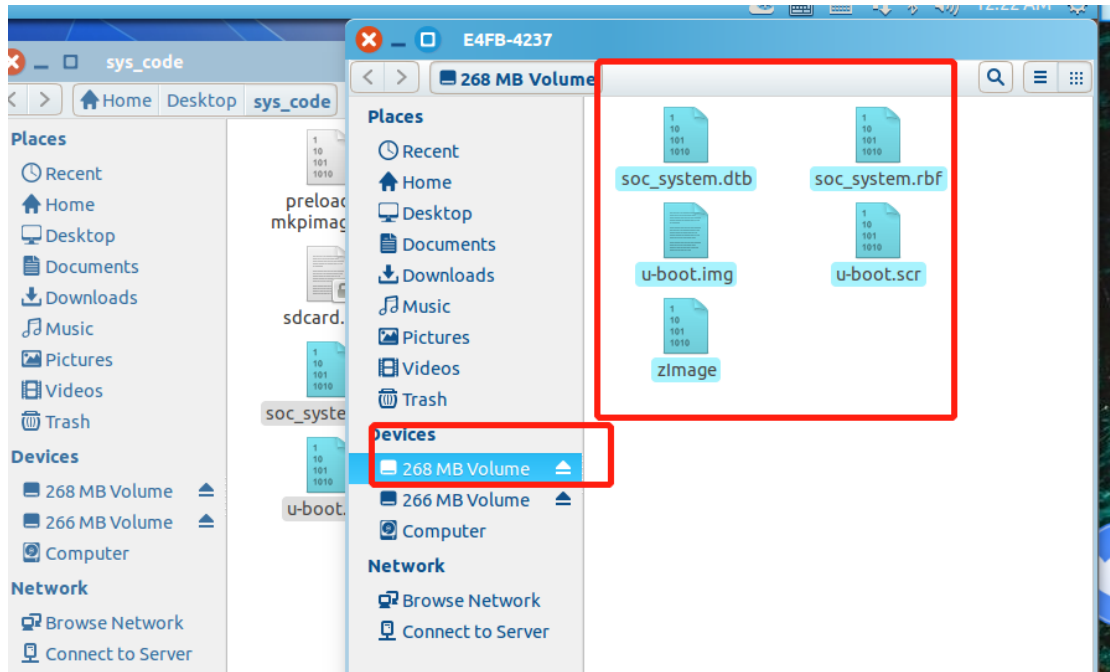 12:22 AM
sys_code
Home Desktop sys_code
Places
Recent
Home
Desktop
Documents
Downloads
Music
Pictures
Videos
Trash
Devices
268 MB Volume
266 MB Volume
Computer
Network
Browse Network
Connect to Server
preload
mkpimag
sdcard.
soc_syste
u-boot.
E4FB-4237
268 MB Volume
Places
Recent
Home
Desktop
Documents
Downloads
Music
Pictures
Videos
Trash
Devices
268 MB Volume
266 MB Volume
Computer
Network
Browse Network
Connect to Server
soc_system.dtb
soc_system.rbf
u-boot.img
u-boot.scr
zImage